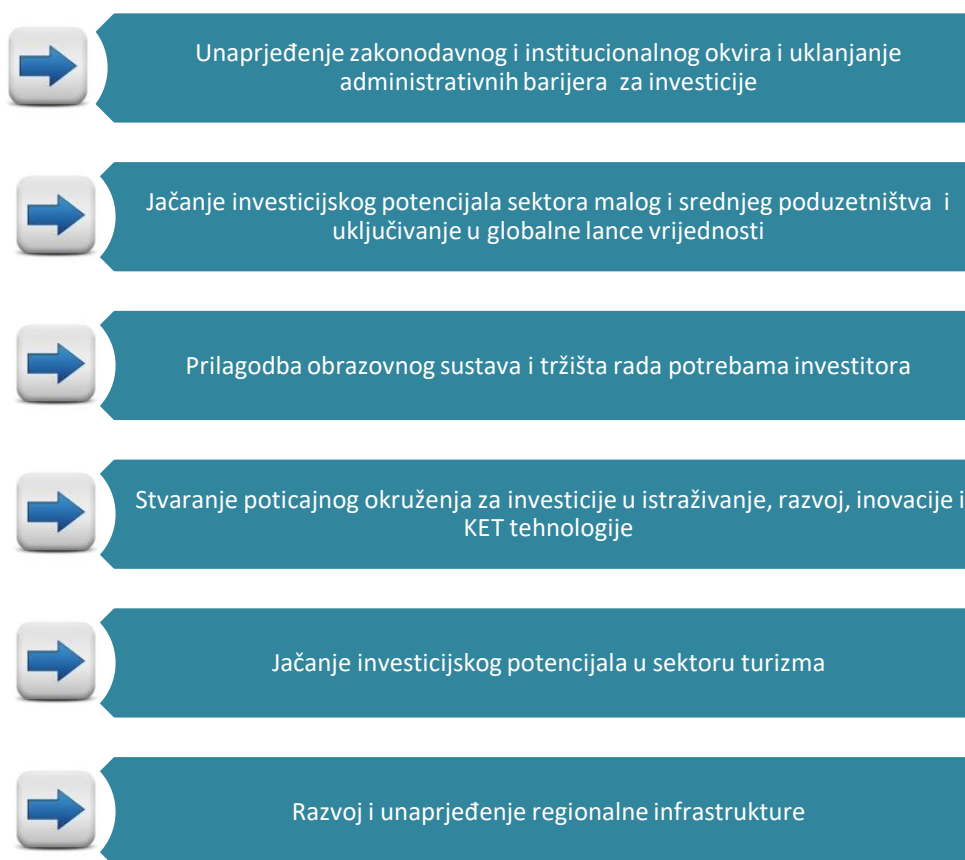 Unaprjeđenje zakonodavnog i institucionalnog okvira i uklanjanje
administrativnih barijera za investicije
Jačanje investicijskog potencijala sektora malog i srednjeg poduzetništva i
uključivanje u globalne lance vrijednosti
Prilagodba obrazovnog sustava i tržišta rada potrebama investitora
Stvaranje poticajnog okruženja za investicije u istraživanje, razvoj, inovacije i
KET tehnologije
Jačanje investicijskog potencijala u sektoru turizma
Razvoj i unaprjeđenje regionalne infrastrukture